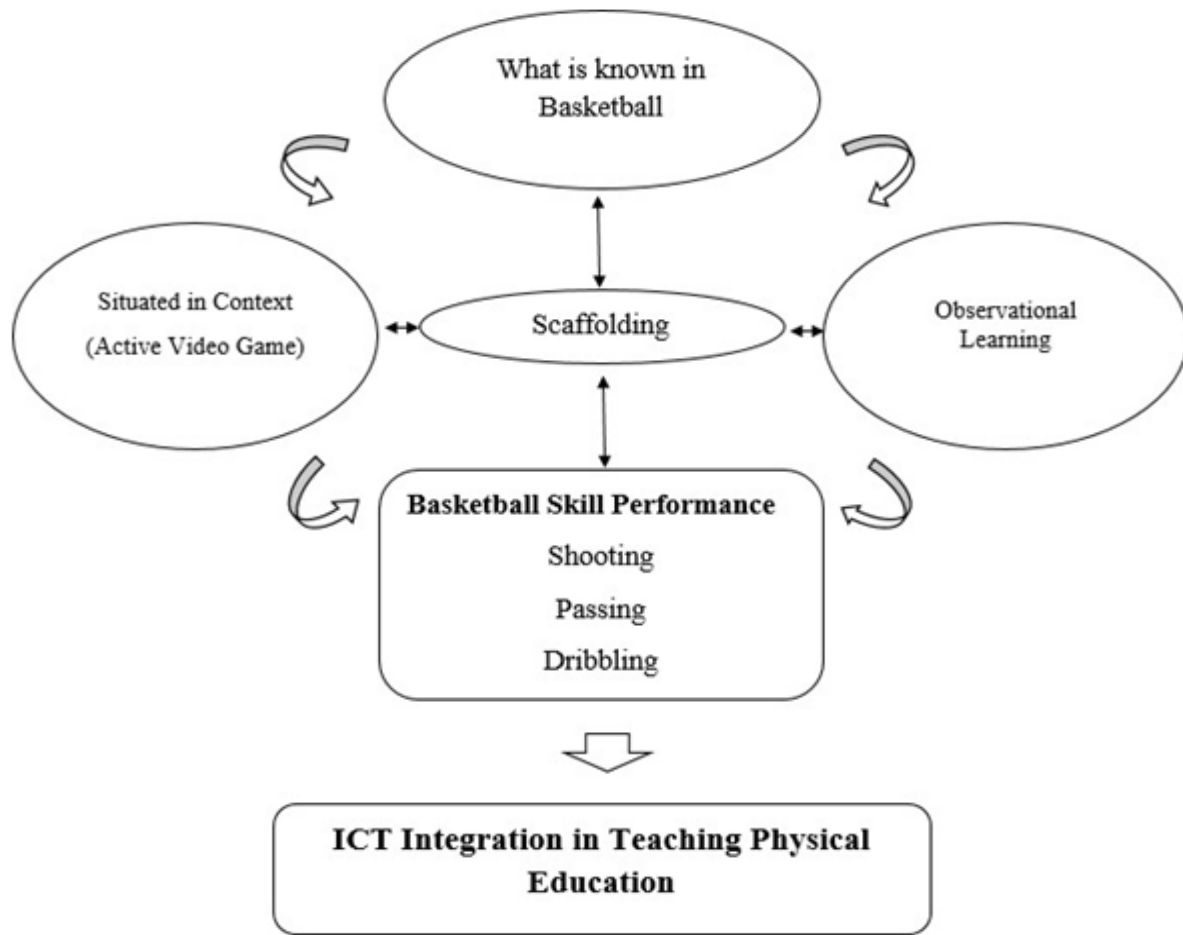 What is known in
Basketball
Situated in Context
(Active Video Game)
Scaffolding
Observational
Learning
Basketball Skill Performance
Shooting
Passing
Dribbling
ICT Integration in Teaching Physical
Education